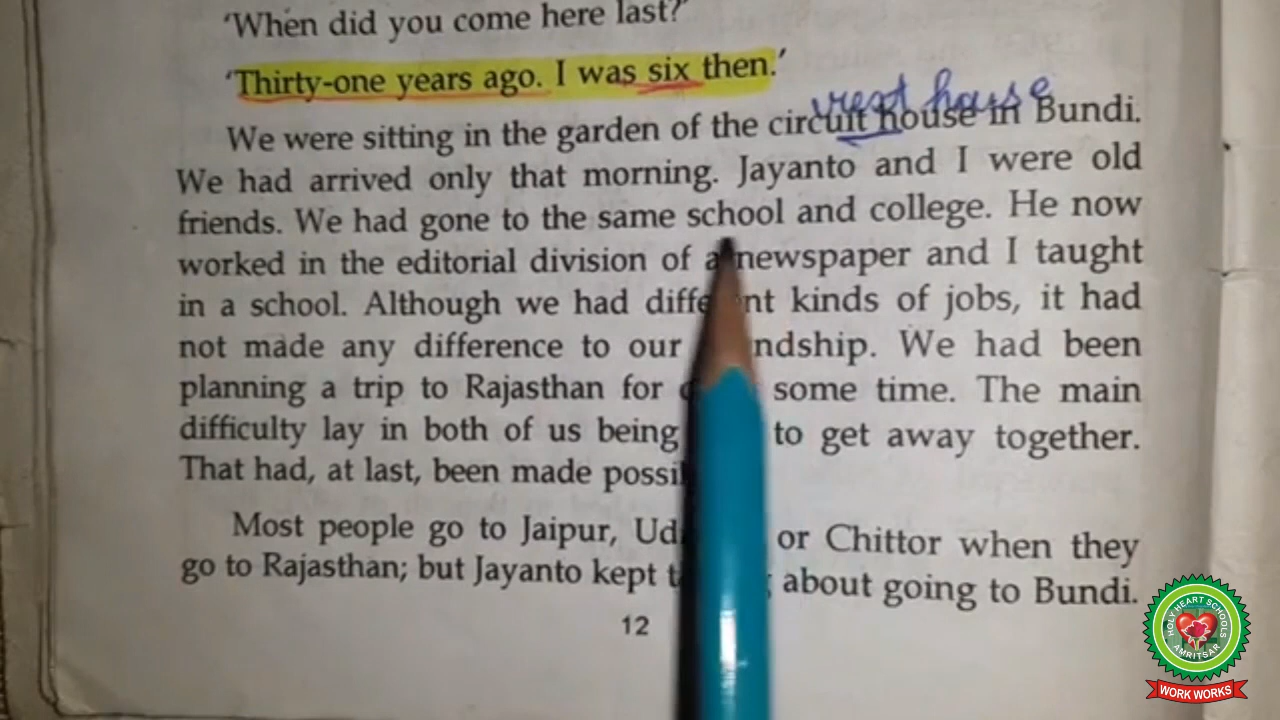 'When did you come here last?'
'Thirty-one years ago. I was six then.'
rest house
We were sitting in the garden of the circuit house in Bundi.
We had arrived only that morning. Jayanto and I were old
friends. We had gone to the same school and college. He now
worked in the editorial division of a newspaper and I taught
in a school. Although we had different kinds of jobs, it had
not made any difference to our friendship. We had been
planning a trip to Rajasthan for some time. The main
difficulty lay in both of us being to get away together.
That had, at last, been made
Most people go to Jaipur, or Chittor when they
go to Rajasthan; but Jayanto kept about going to Bundi.
12
HOLY HEART SCHOOLS
AMRITSAR
WORK WORKS